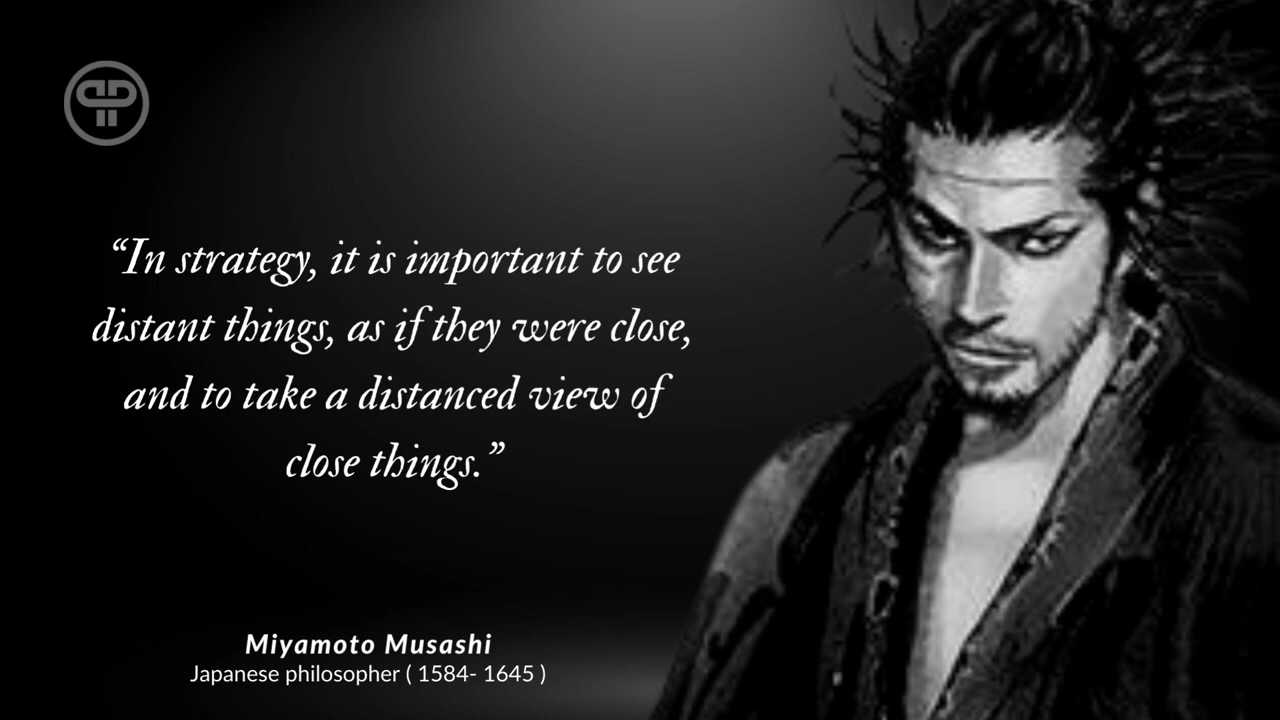 “In strategy, it is important to see
distant things, as if they were close,
and to take a distanced view of
close things.”
Miyamoto Musashi
Japanese philosopher ( 1584- 1645 )